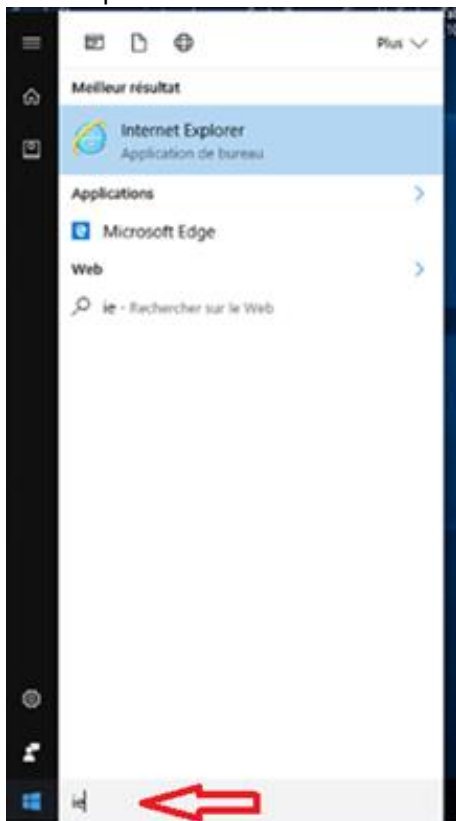 Plus
Meilleur résultat
Internet Explorer
Application de bureau
Applications
Microsoft Edge
Web
ie - Rechercher sur le Web
ie